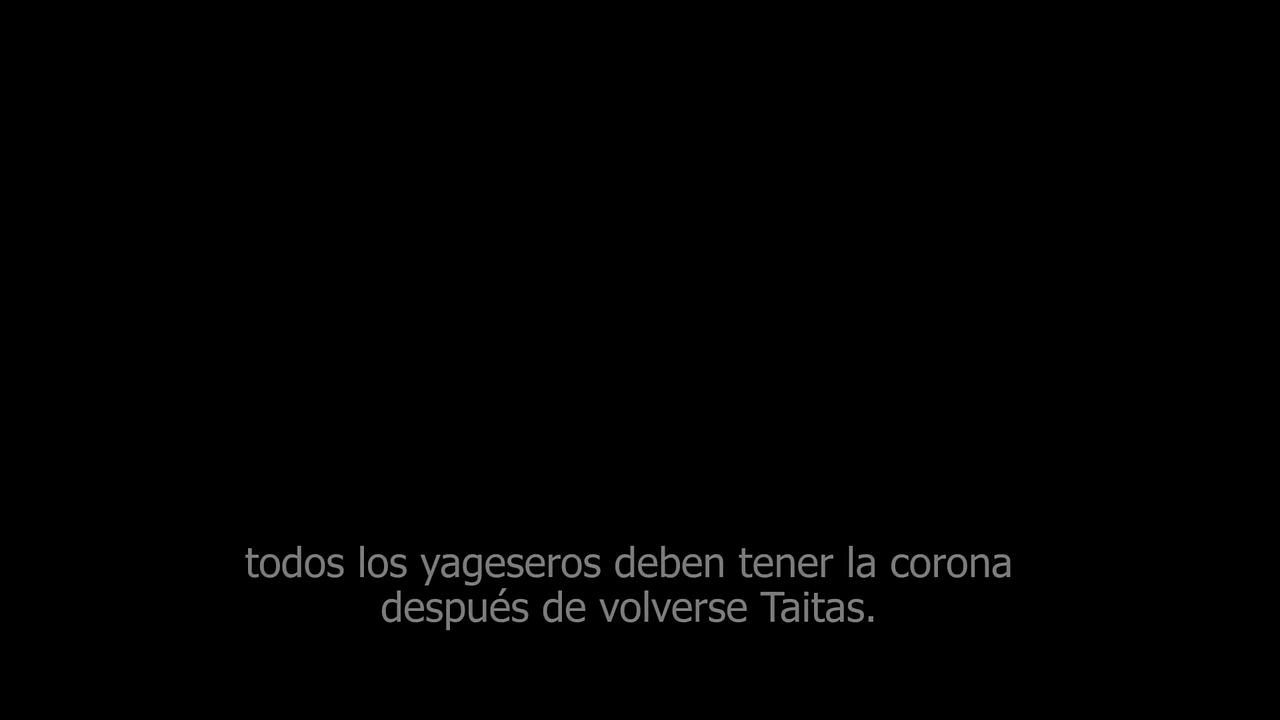 todos los yageseros deben tener la corona
después de volverse Taitas.